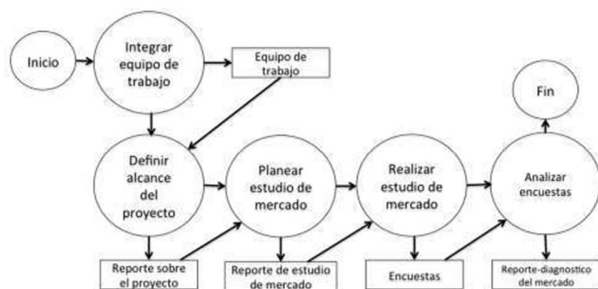 Inicio
Integrar
equipo de
trabajo
Equipo de
trabajo
Fin
Definir
alcance
del
proyecto
Planear
estudio de
mercado
Realizar
estudio de
mercado
Analizar
encuestas
Reporte sobre
el proyecto
Reporte de estudio
de mercado
Encuestas
Reporte-diagnostico
del mercado